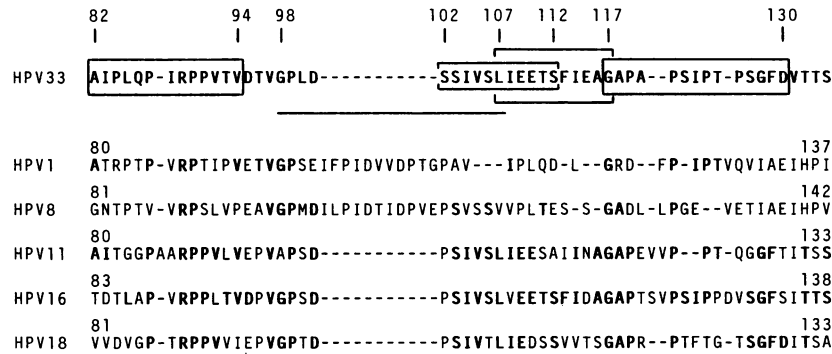 82 94 98 102 107 112 117 130
HPV33 AIPLQP-IRPPVTVDTVGPLD-----------SSIVSLIEETSFIEAGAPA--PSIPT-PSGFDVTTS
80 137
HPV1 ATRPTP-VRPTIPVETVGPSEIFPIDVVDPTGPAV---IPLQD-L--GRD--FP-IPTVQVIAEIHPI
81 142
HPV8 GNTPTV-VRPSLVPEAVGPMDILPIDTIDPVEPSVSSVVPLTES-S-GADL-LPGE--VETIAEIHPV
80 133
HPV11 AITGGPAARPPVLVEPVAPSD-----------PSIVSLIEESAIINAGAPEVVP--PT-QGGFTITSS
83 138
HPV16 TDTLAP-VRPPLTVDPVGPSD-----------PSIVSLVEETSFIDAGAPTSVPSIPPDVSGFSITTS
81 133
HPV18 VVDVGP-TRPPVVIEPVGPTD-----------PSIVTLIEDSSVVTSGAPR--PTFTG-TSGFDITSA